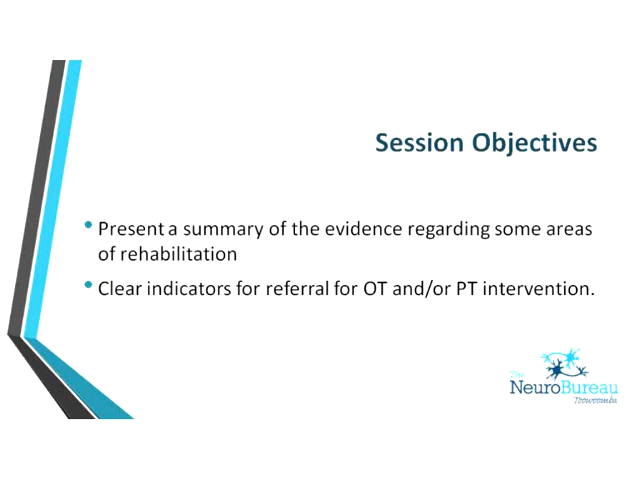 Session Objectives
• Present a summary of the evidence regarding some areas
of rehabilitation
• Clear indicators for referral for OT and/or PT intervention.
The
NeuroBureau
Toowoomba